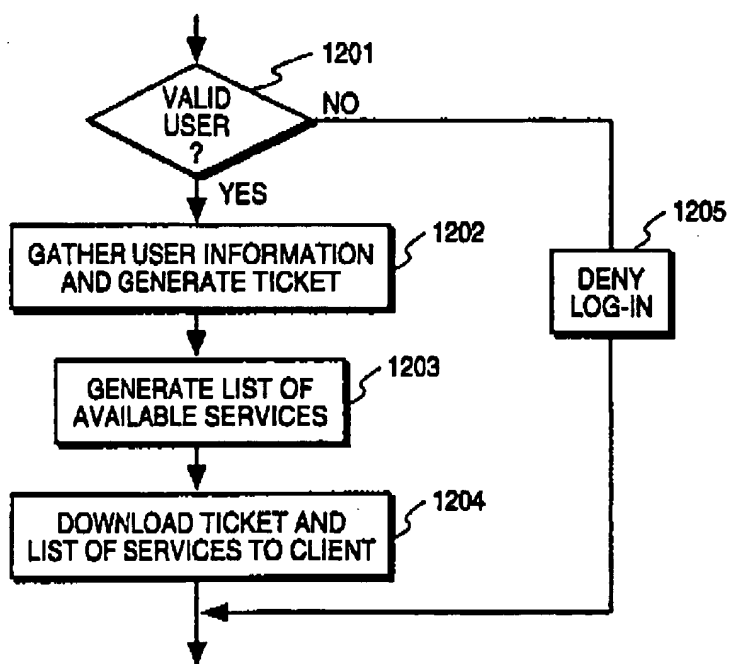 1201
VALID
USER
?
NO
YES
1202
GATHER USER INFORMATION
AND GENERATE TICKET
1205
DENY
LOG-IN
1203
GENERATE LIST OF
AVAILABLE SERVICES
1204
DOWNLOAD TICKET AND
LIST OF SERVICES TO CLIENT